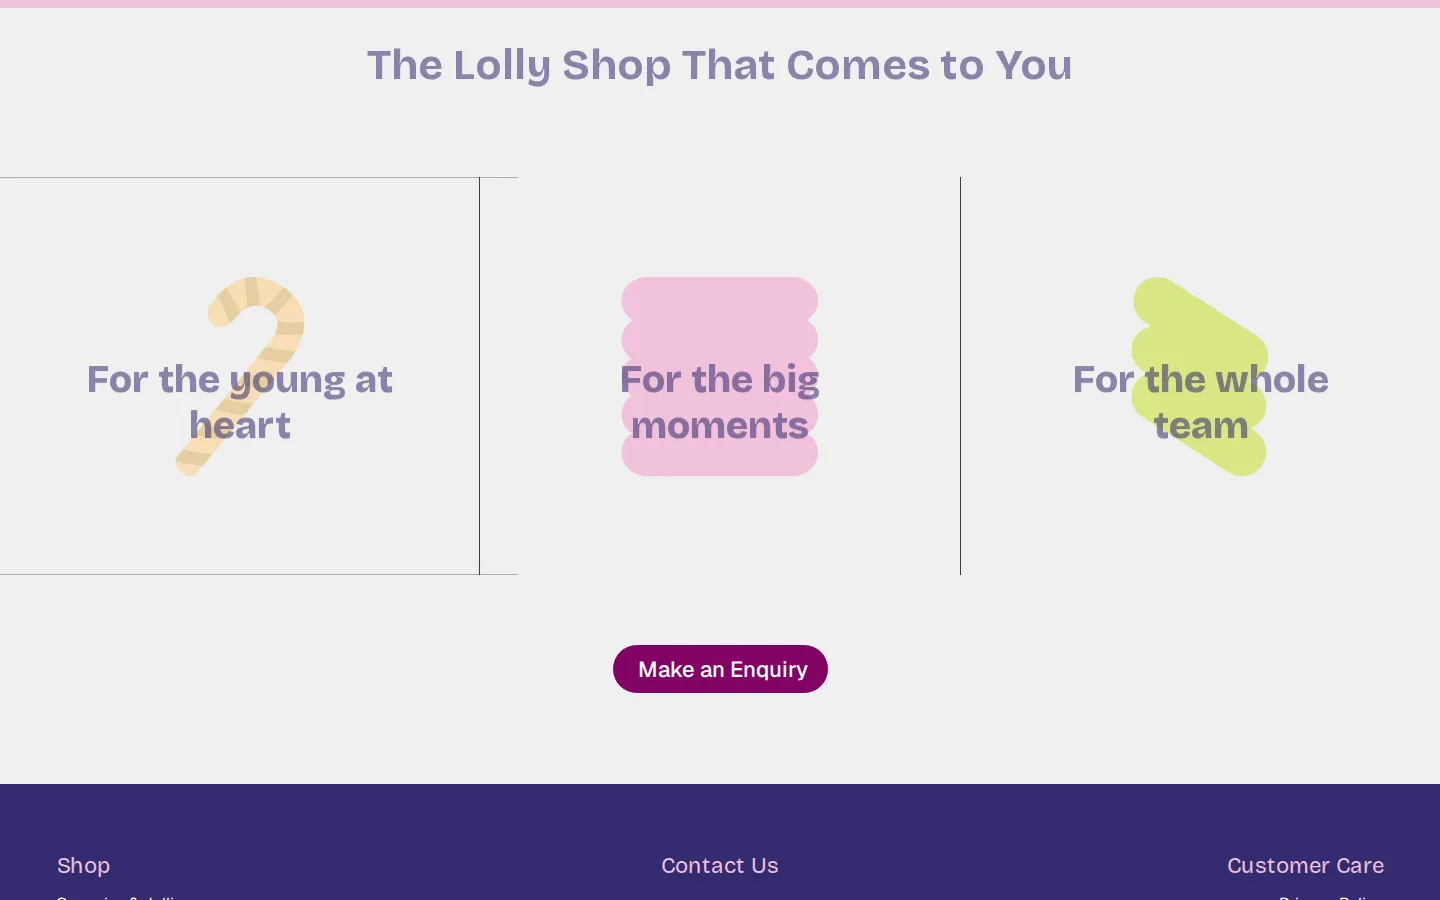 The Lolly Shop That Comes to You
For the young at
heart
For the big
moments
For the whole
team
Make an Enquiry
Shop
Contact Us
Customer Care